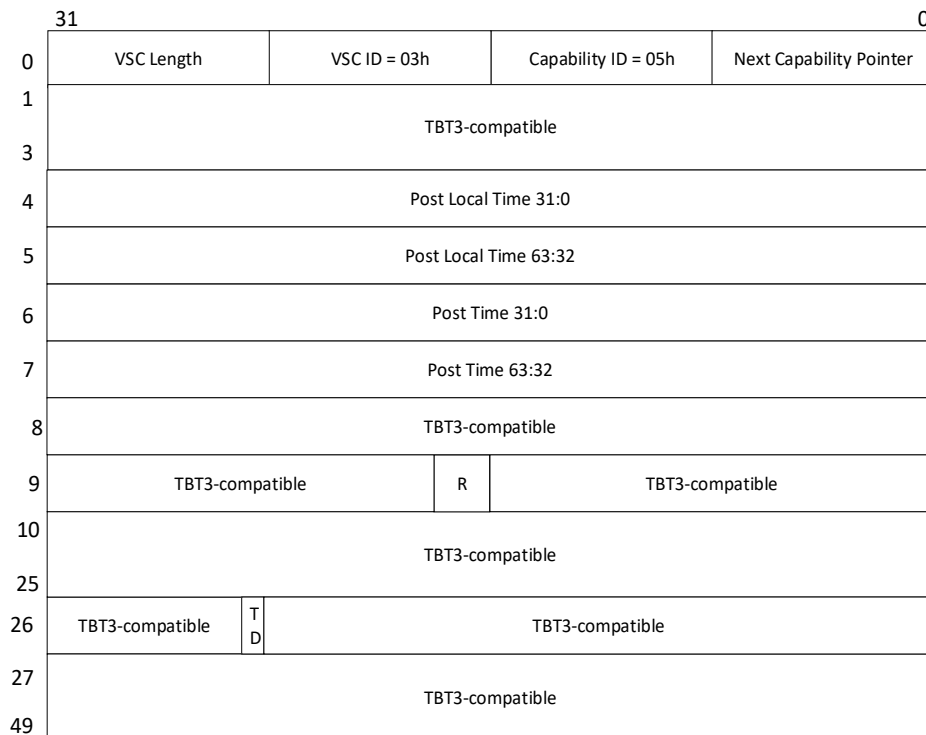 31 0
0 VSC Length VSC ID = 03h Capability ID = 05h Next Capability Pointer
1
TBT3-compatible
3
4 Post Local Time 31:0
5 Post Local Time 63:32
6 Post Time 31:0
7 Post Time 63:32
8 TBT3-compatible
9 TBT3-compatible R TBT3-compatible
10
TBT3-compatible
25
26 TBT3-compatible T D TBT3-compatible
27
TBT3-compatible
49